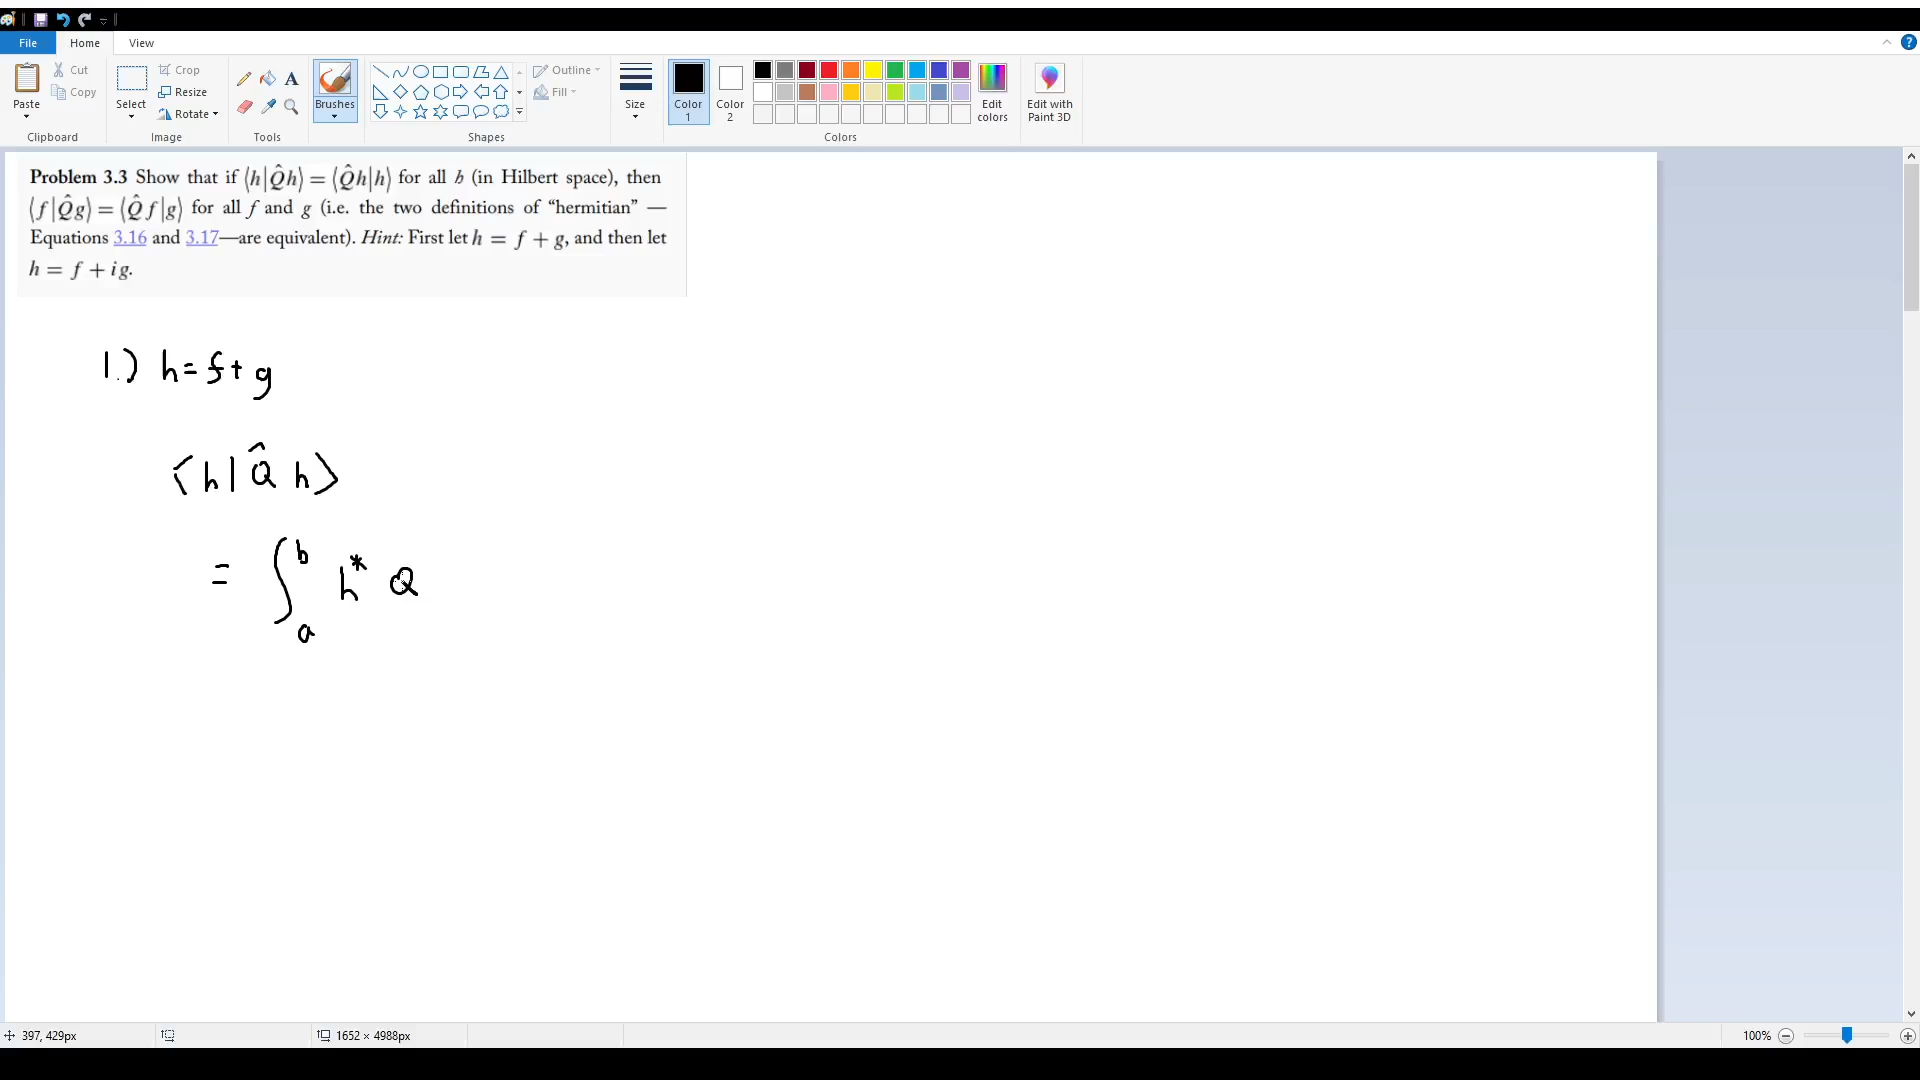 File Home View
Paste
Cut
Copy
Clipboard
Select
Crop
Resize
Rotate
Image
A
Tools
Brushes
Shapes
Outline
Fill
Size
Color 1
Color 2
Colors
Edit colors
Edit with Paint 3D
Problem 3.3 Show that if ⟨h|Q̂h⟩ = ⟨Q̂h|h⟩ for all h (in Hilbert space), then
⟨f|Q̂g⟩ = ⟨Q̂f|g⟩ for all f and g (i.e. the two definitions of “hermitian” —
Equations 3.16 and 3.17—are equivalent). Hint: First let h = f + g, and then let
h = f + ig.
1.) h = f + g
⟨h|Q̂ h⟩
= ∫_a^b h* Q
397, 429px
1652 × 4988px
100%